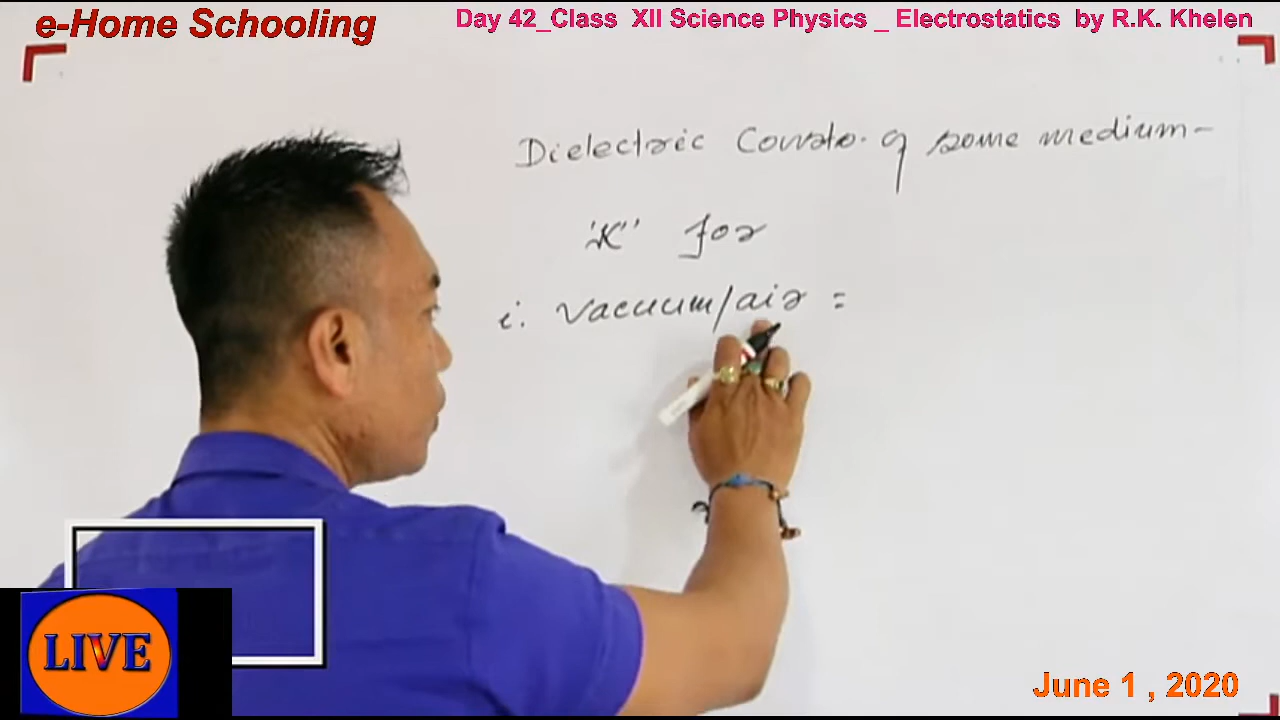 e-Home Schooling
Day 42_Class XII Science Physics _ Electrostatics by R.K. Khelen
Dielectric Consts. of some medium-
"K" for
i. vacuum/air =
LIVE
June 1 , 2020